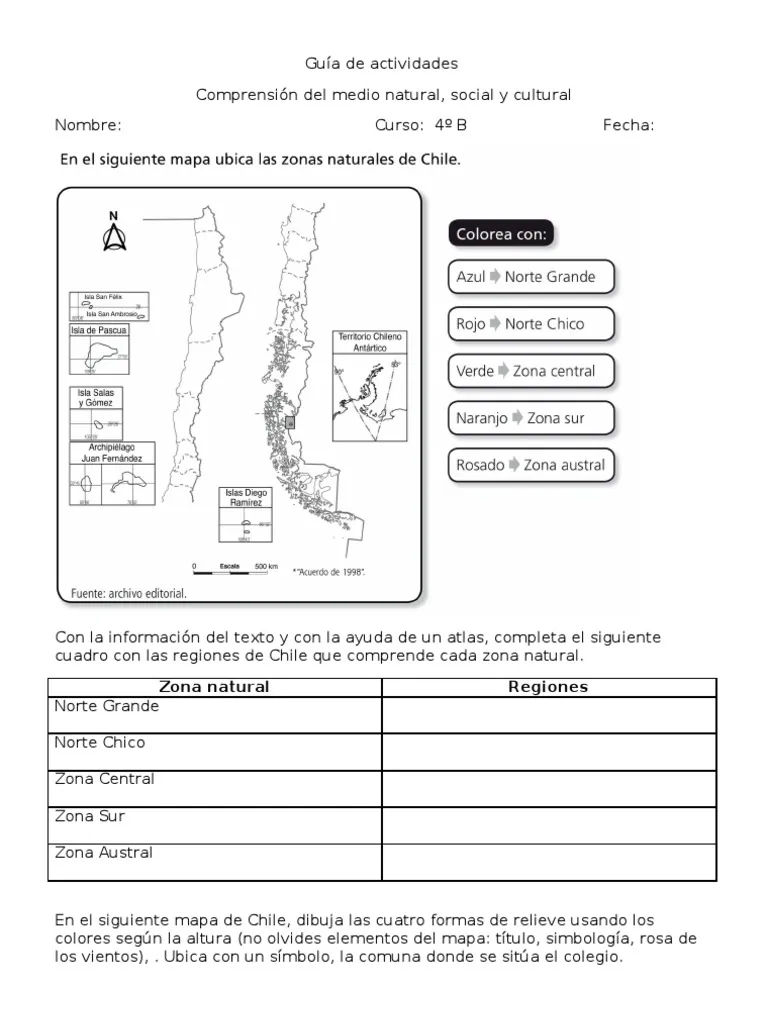 Guía de actividades
Comprensión del medio natural, social y cultural
Nombre: Curso: 4º B Fecha:
En el siguiente mapa ubica las zonas naturales de Chile.
N
Isla San Félix
Isla San Ambrosio
Isla de Pascua
Isla Salas
y Gómez
Archipiélago
Juan Fernández
Islas Diego
Ramírez
Territorio Chileno
Antártico
90°
53°
0 Escala 500 km
*"Acuerdo de 1998".
Fuente: archivo editorial.
Colorea con:
Azul Norte Grande
Rojo Norte Chico
Verde Zona central
Naranjo Zona sur
Rosado Zona austral
Con la información del texto y con la ayuda de un atlas, completa el siguiente
cuadro con las regiones de Chile que comprende cada zona natural.
Zona natural Regiones
Norte Grande
Norte Chico
Zona Central
Zona Sur
Zona Austral
En el siguiente mapa de Chile, dibuja las cuatro formas de relieve usando los
colores según la altura (no olvides elementos del mapa: título, simbología, rosa de
los vientos), . Ubica con un símbolo, la comuna donde se sitúa el colegio.